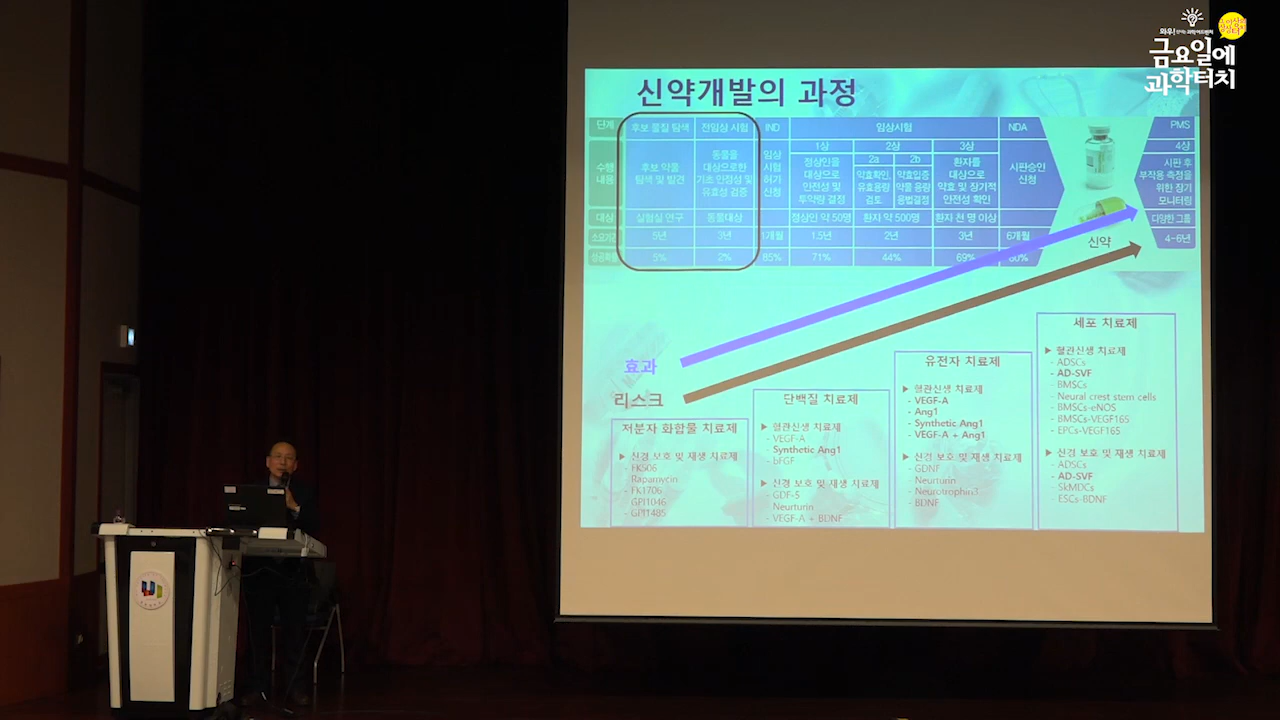 와우!
과학어드벤처
금요일에
과학터치
신약개발의 과정
단계
후보 물질 탐색
전임상 시험
IND
임상시험
NDA
PMS
수행
내용
후보 약물
탐색 및 발견
동물을
대상으로한
기초 안정성 및
유효성 검증
임상
시험
허가
신청
1상
정상인을
대상으로
안전성 및
투약량 결정
2상
2a
약효확인,
유효용량
검토
2b
약효입증,
약물 용량
용법결정
3상
환자를
대상으로
약효 및 장기적
안전성 확인
시판승인
신청
4상
시판 후
부작용 측정을
위한 장기
모니터링
대상
실험실 연구
동물대상
정상인 약 50명
환자 약 500명
환자 천 명 이상
다양한 그룹
소요기간
5년
3년
1개월
1.5년
2년
3년
6개월
4~6년
성공확률
5%
2%
85%
71%
44%
69%
80%
신약
효과
리스크
저분자 화합물 치료제
▶ 신경 보호 및 재생 치료제
- FK506
- Rapamycin
- FK1706
- GPI1046
- GPI1485
단백질 치료제
▶ 혈관신생 치료제
- VEGF-A
- Synthetic Ang1
- bFGF
▶ 신경 보호 및 재생 치료제
- GDF-5
- Neurturin
- VEGF-A + BDNF
유전자 치료제
▶ 혈관신생 치료제
- VEGF-A
- Ang1
- Synthetic Ang1
- VEGF-A + Ang1
▶ 신경 보호 및 재생 치료제
- GDNF
- Neurturin
- Neurotrophin3
- BDNF
세포 치료제
▶ 혈관신생 치료제
- ADSCs
- AD-SVF
- BMSCs
- Neural crest stem cells
- BMSCs-eNOS
- BMSCs-VEGF165
- EPCs-VEGF165
▶ 신경 보호 및 재생 치료제
- ADSCs
- AD-SVF
- SkMDCs
- ESCs-BDNF